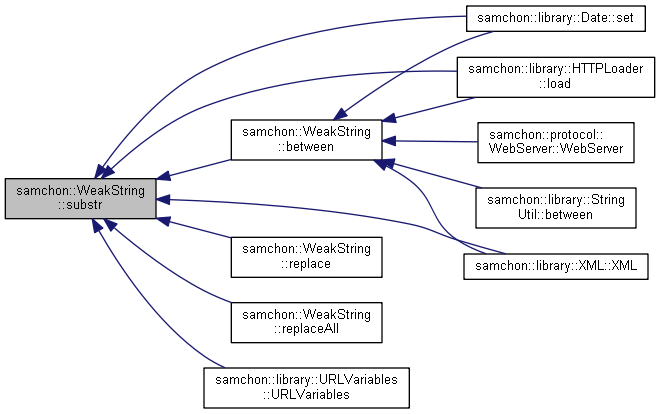 samchon::library::Date::set
samchon::library::HTTPLoader
::load
samchon::WeakString
::between
samchon::protocol::
WebServer::WebServer
samchon::WeakString
::substr
samchon::library::String
Util::between
samchon::WeakString
::replace
samchon::library::XML::XML
samchon::WeakString
::replaceAll
samchon::library::URLVariables
::URLVariables